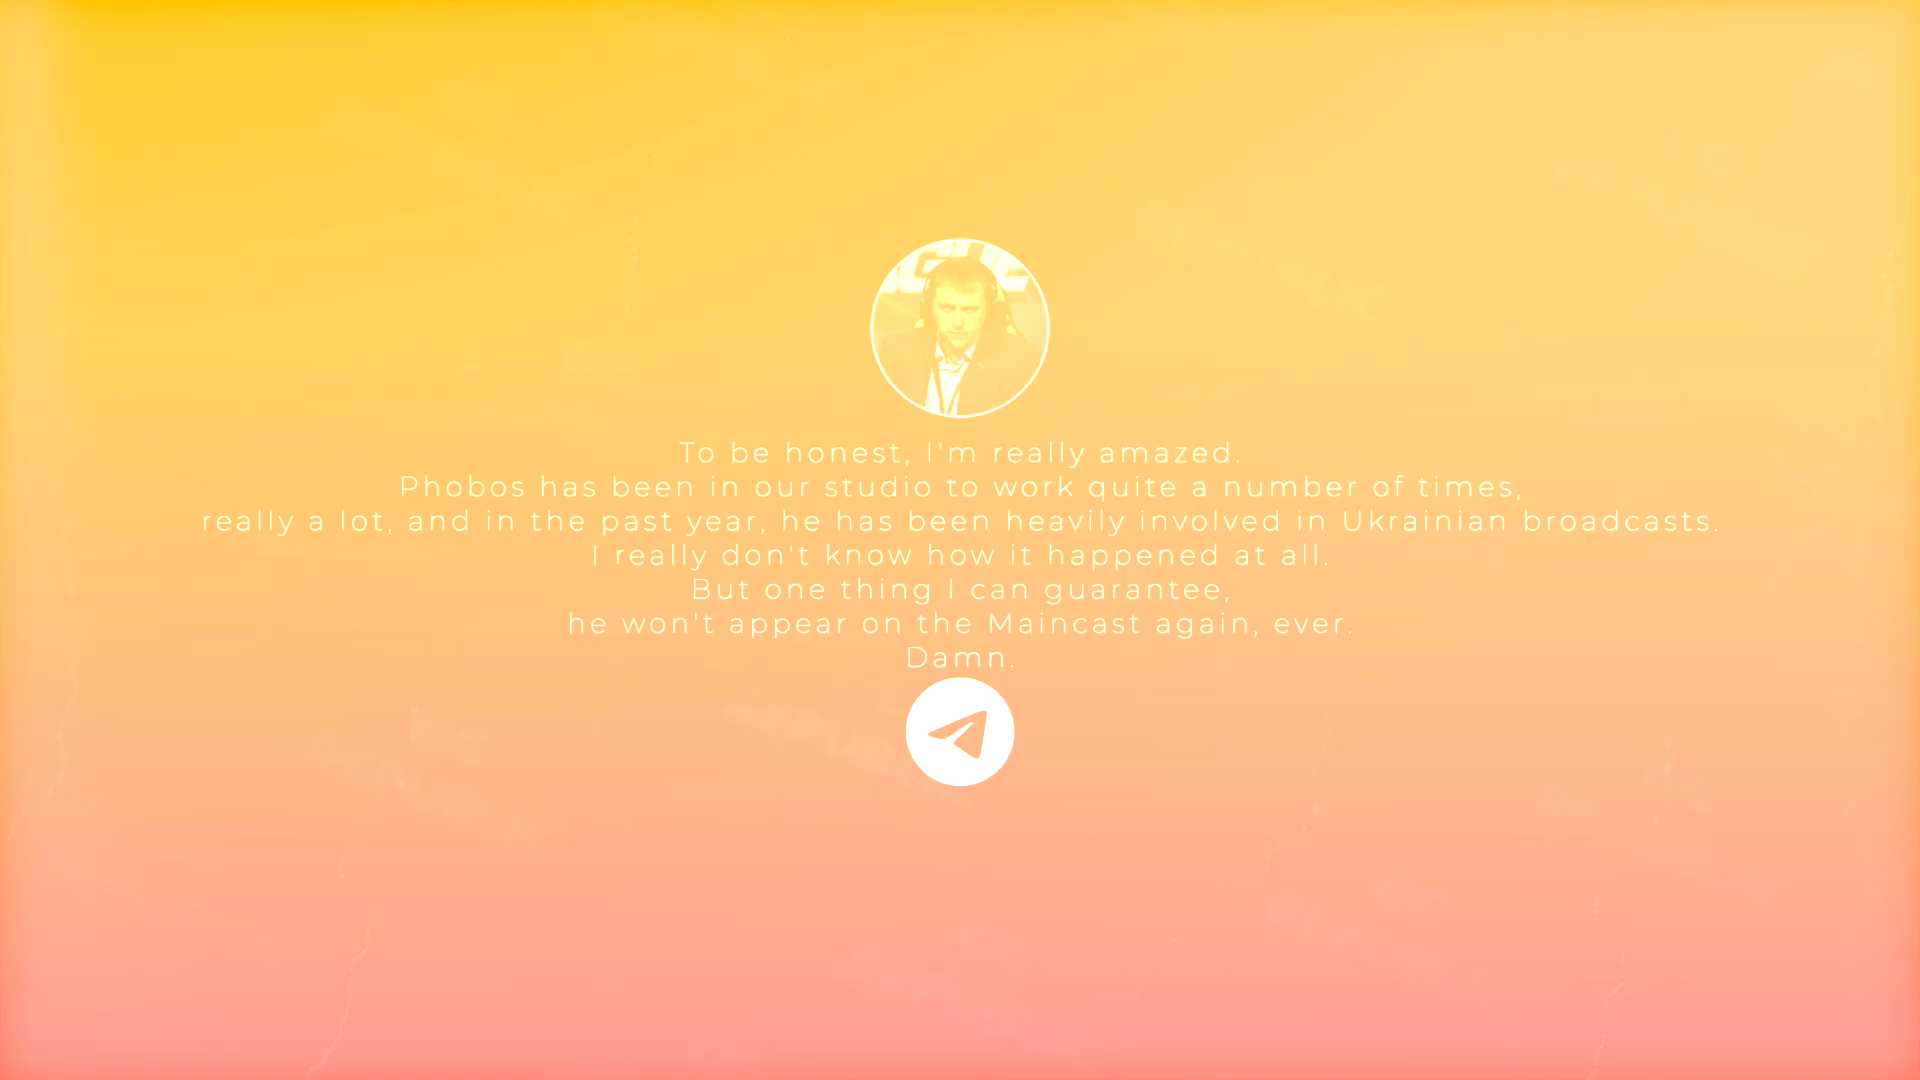 To be honest, I'm really amazed.
Phobos has been in our studio to work quite a number of times,
really a lot, and in the past year, he has been heavily involved in Ukrainian broadcasts.
I really don't know how it happened at all.
But one thing I can guarantee,
he won't appear on the Maincast again, ever.
Damn.
GC
REPUBLIC